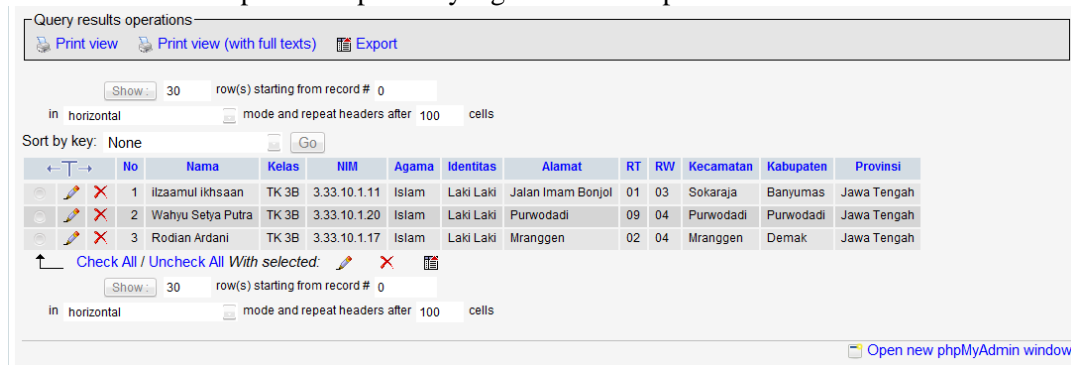 Query results operations
Print view Print view (with full texts) Export
Show : 30 row(s) starting from record # 0
in horizontal mode and repeat headers after 100 cells
Sort by key: None Go
←T→ No Nama Kelas NIM Agama Identitas Alamat RT RW Kecamatan Kabupaten Provinsi
1 ilzaamul ikhsaan TK 3B 3.33.10.1.11 Islam Laki Laki Jalan Imam Bonjol 01 03 Sokaraja Banyumas Jawa Tengah
2 Wahyu Setya Putra TK 3B 3.33.10.1.20 Islam Laki Laki Purwodadi 09 04 Purwodadi Purwodadi Jawa Tengah
3 Rodian Ardani TK 3B 3.33.10.1.17 Islam Laki Laki Mranggen 02 04 Mranggen Demak Jawa Tengah
Check All / Uncheck All With selected:
Show : 30 row(s) starting from record # 0
in horizontal mode and repeat headers after 100 cells
Open new phpMyAdmin window